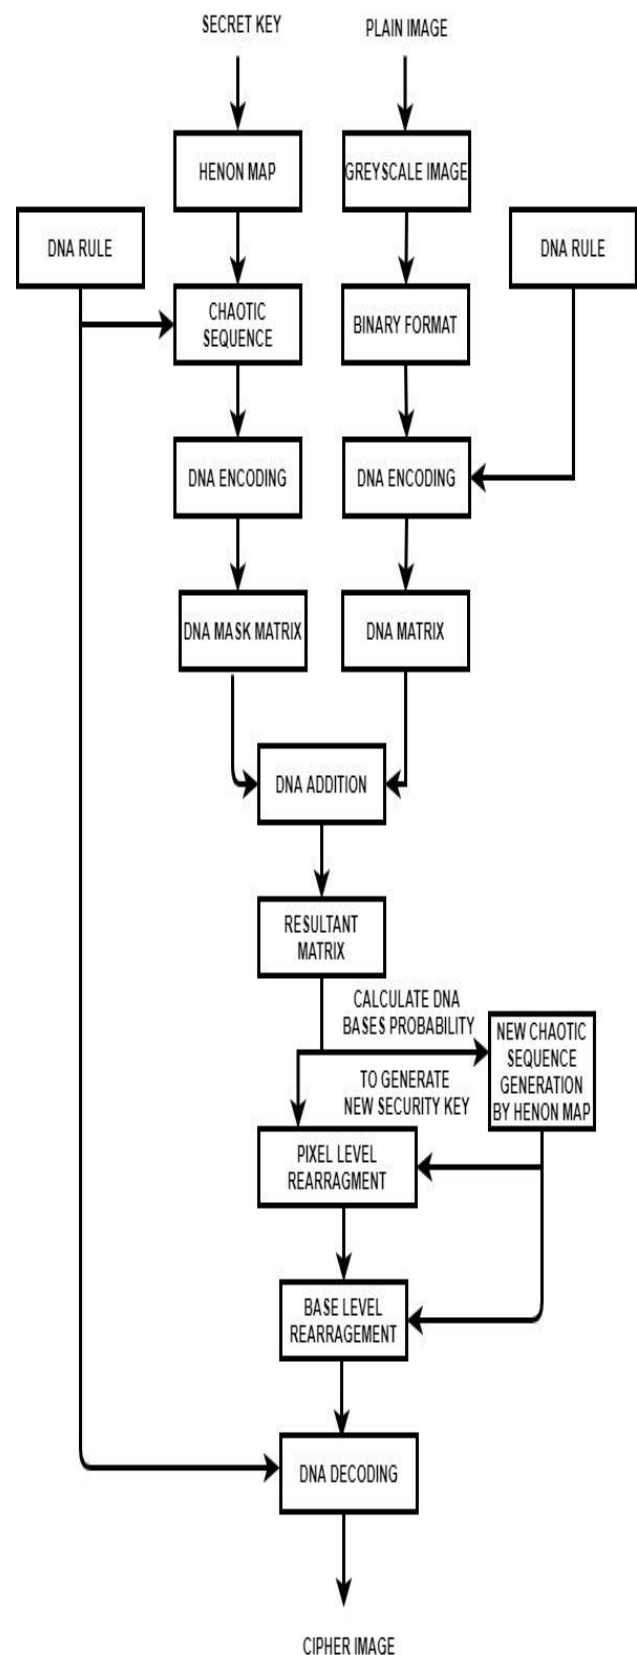 SECRET KEY
PLAIN IMAGE
HENON MAP
GREYSCALE IMAGE
DNA RULE
DNA RULE
CHAOTIC
SEQUENCE
BINARY FORMAT
DNA ENCODING
DNA ENCODING
DNA MASK MATRIX
DNA MATRIX
DNA ADDITION
RESULTANT
MATRIX
CALCULATE DNA
BASES PROBABILITY
TO GENERATE
NEW SECURITY KEY
NEW CHAOTIC
SEQUENCE
GENERATION
BY HENON MAP
PIXEL LEVEL
REARRAGMENT
BASE LEVEL
REARRAGEMENT
DNA DECODING
CIPHER IMAGE